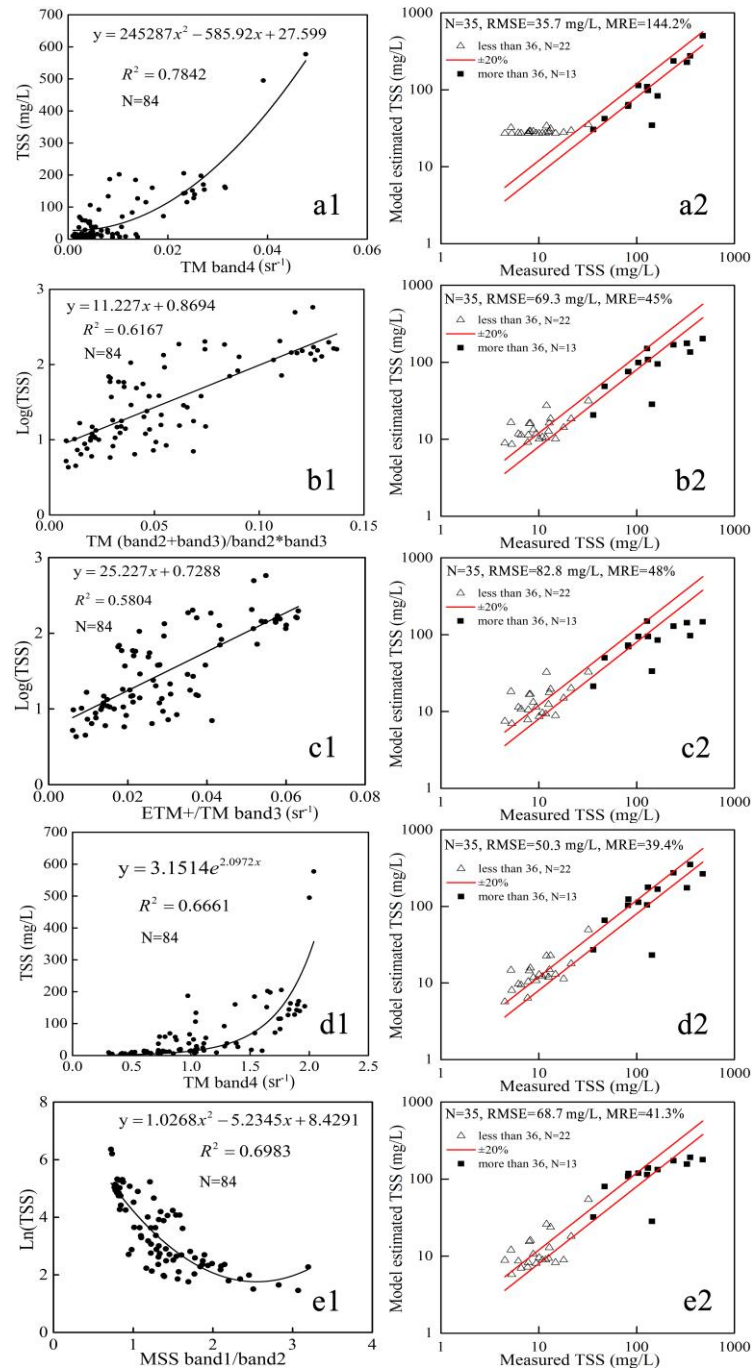 y = 245287x² − 585.92x + 27.599
R² = 0.7842
N=84
TSS (mg/L)
700
600
500
400
300
200
100
0
0.00 0.02 0.04 0.06
TM band4 (sr⁻¹)
a1
N=35, RMSE=35.7 mg/L, MRE=144.2%
less than 36, N=22
±20%
more than 36, N=13
Model estimated TSS (mg/L)
1000
100
10
1
1 10 100 1000
Measured TSS (mg/L)
a2
y = 11.227x + 0.8694
R² = 0.6167
N=84
Log(TSS)
3
2
1
0
0.00 0.05 0.10 0.15
TM (band2+band3)/band2*band3
b1
N=35, RMSE=69.3 mg/L, MRE=45%
less than 36, N=22
±20%
more than 36, N=13
Model estimated TSS (mg/L)
1000
100
10
1
1 10 100 1000
Measured TSS (mg/L)
b2
y = 25.227x + 0.7288
R² = 0.5804
N=84
Log(TSS)
3
2
1
0
0.00 0.02 0.04 0.06 0.08
ETM+/TM band3 (sr⁻¹)
c1
N=35, RMSE=82.8 mg/L, MRE=48%
less than 36, N=22
±20%
more than 36, N=13
Model estimated TSS (mg/L)
1000
100
10
1
1 10 100 1000
Measured TSS (mg/L)
c2
y = 3.1514e^2.0972x
R² = 0.6661
N=84
TSS (mg/L)
700
600
500
400
300
200
100
0
0.0 0.5 1.0 1.5 2.0 2.5
TM band4 (sr⁻¹)
d1
N=35, RMSE=50.3 mg/L, MRE=39.4%
less than 36, N=22
±20%
more than 36, N=13
Model estimated TSS (mg/L)
1000
100
10
1
1 10 100 1000
Measured TSS (mg/L)
d2
y = 1.0268x² − 5.2345x + 8.4291
R² = 0.6983
N=84
Ln(TSS)
8
6
4
2
0
0 1 2 3 4
MSS band1/band2
e1
N=35, RMSE=68.7 mg/L, MRE=41.3%
less than 36, N=22
±20%
more than 36, N=13
Model estimated TSS (mg/L)
1000
100
10
1
1 10 100 1000
Measured TSS (mg/L)
e2